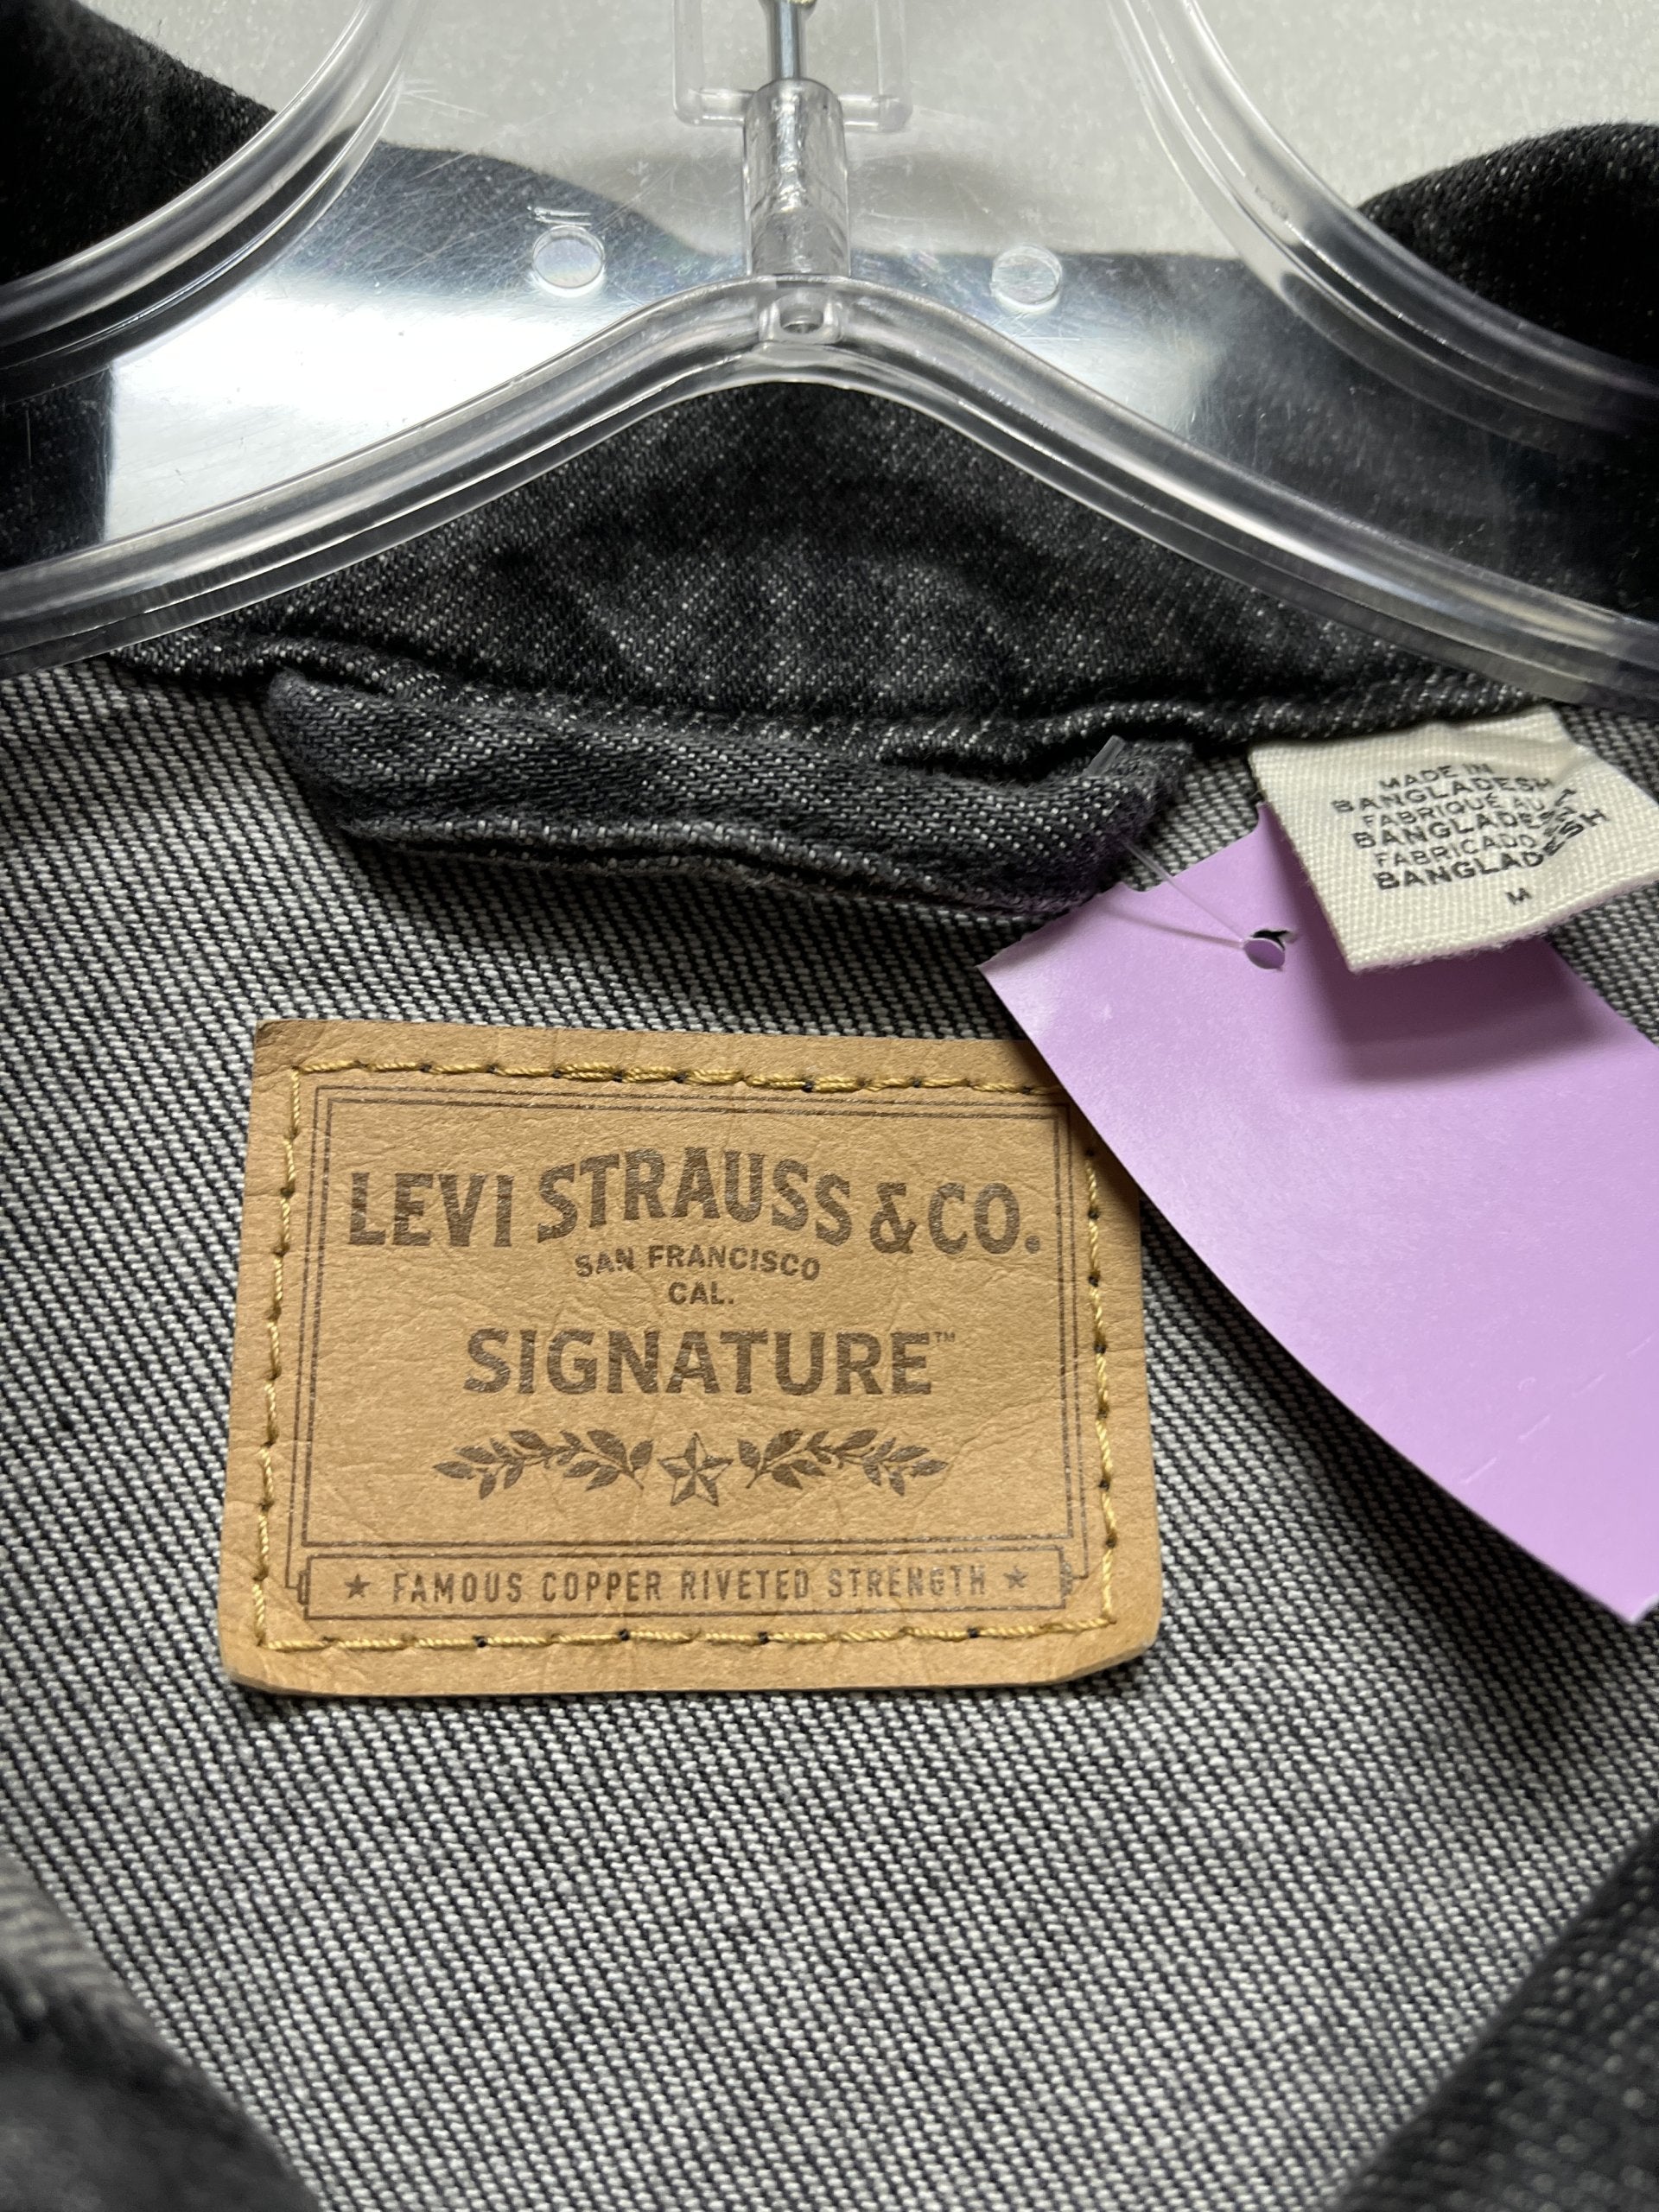 MADE IN
BANGLADESH
FABRIQUÉ AU
BANGLADESH
FABRICADO
BANGLADESH
M
LEVI STRAUSS & CO.
SAN FRANCISCO
CAL.
SIGNATURE™
★ FAMOUS COPPER RIVETED STRENGTH ★